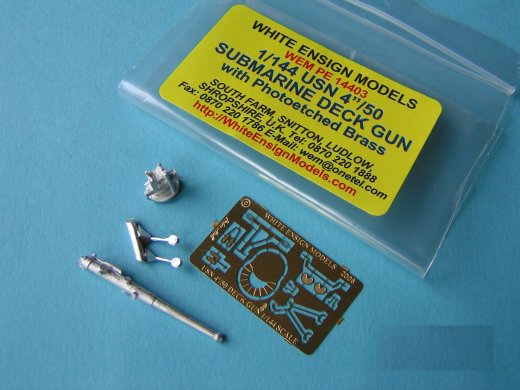 WHITE ENSIGN MODELS
WEM PE 14403
1/144 USN 4"/50
SUBMARINE DECK GUN
with Photoetched Brass
SOUTH FARM, SNITTON, LUDLOW,
SHROPSHIRE, U.K, Tel: 0870 220 1888
Fax: 0870 220 1786 E-Mail: wem@onetel.com
http://WhiteEnsignModels.com
© WHITE ENSIGN MODELS 2008
USN 4"/50 DECK GUN 1/144 SCALE